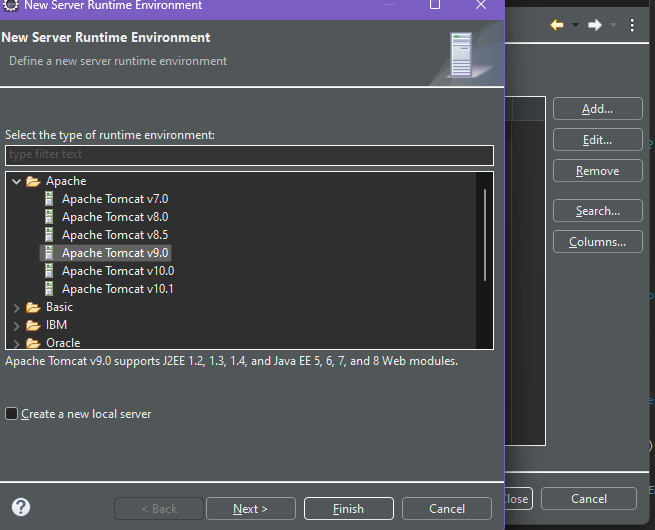 New Server Runtime Environment
New Server Runtime Environment
Define a new server runtime environment
Select the type of runtime environment:
type filter text
Apache
Apache Tomcat v7.0
Apache Tomcat v8.0
Apache Tomcat v8.5
Apache Tomcat v9.0
Apache Tomcat v10.0
Apache Tomcat v10.1
Basic
IBM
Oracle
Apache Tomcat v9.0 supports J2EE 1.2, 1.3, 1.4, and Java EE 5, 6, 7, and 8 Web modules.
Create a new local server
< Back
Next >
Finish
Cancel
Add...
Edit...
Remove
Search...
Columns...
Close
Cancel